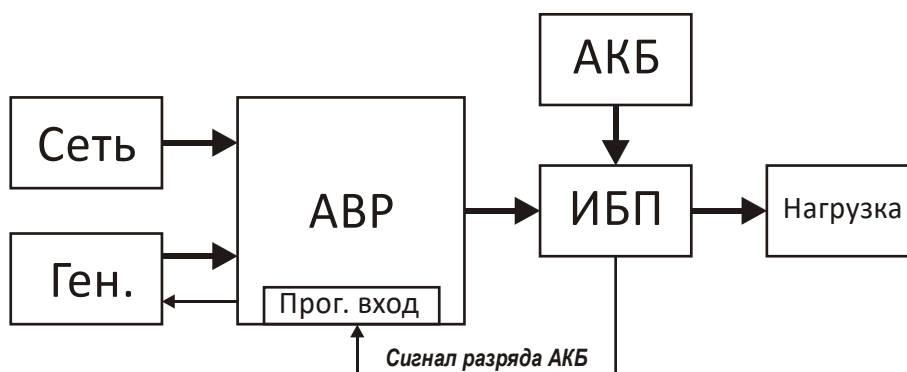 АКБ
Сеть
АВР
ИБП
Нагрузка
Ген.
Прог. вход
Сигнал разряда АКБ